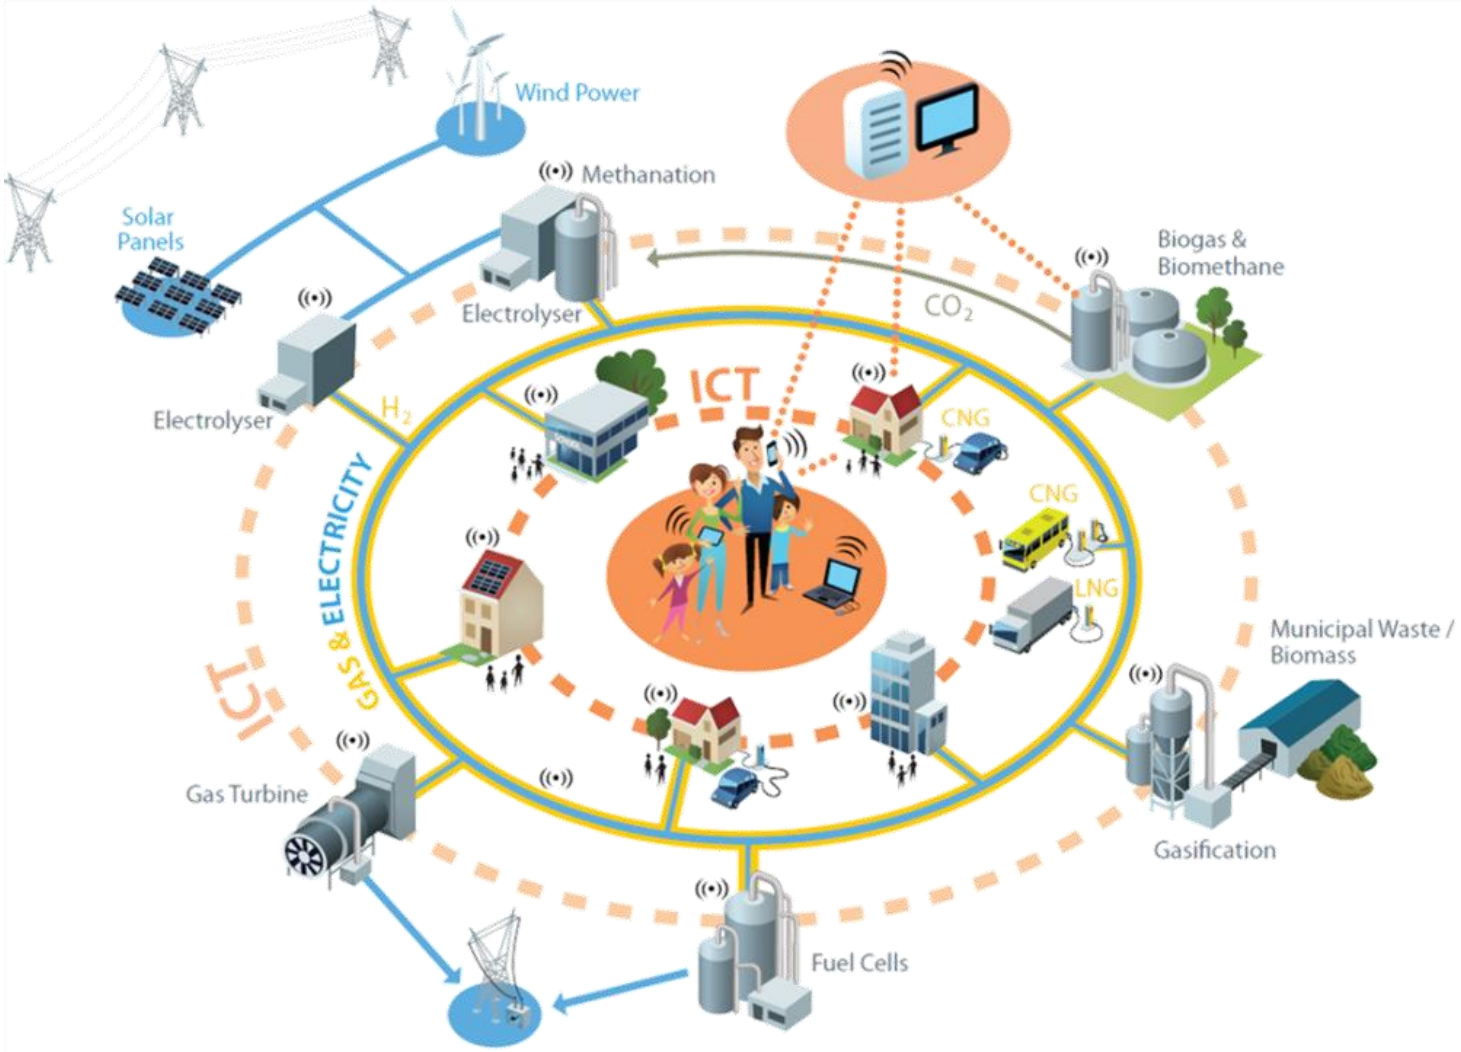 Wind Power
Methanation
Solar
Panels
Biogas &
Biomethane
Electrolyser
CO₂
Electrolyser
H₂
ICT
CNG
SCHOOL
GAS & ELECTRICITY
CNG
LNG
ICT
Municipal Waste /
Biomass
Gas Turbine
Gasification
Fuel Cells